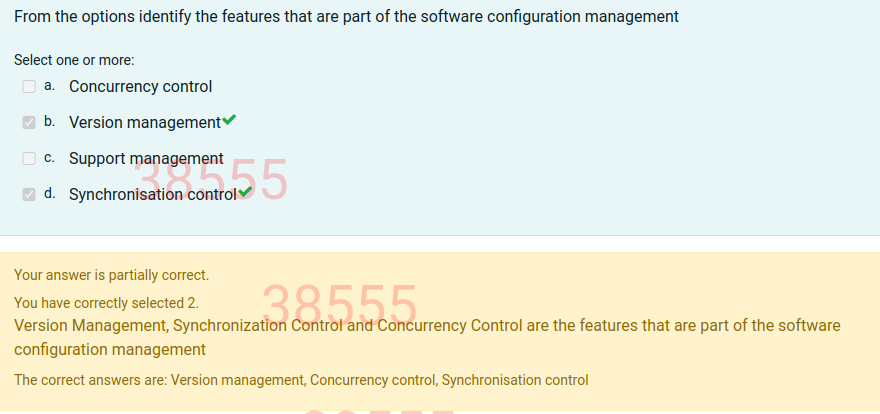 From the options identify the features that are part of the software configuration management
Select one or more:
a. Concurrency control
b. Version management
c. Support management
38555
d. Synchronisation control
Your answer is partially correct.
38555
You have correctly selected 2.
Version Management, Synchronization Control and Concurrency Control are the features that are part of the software
configuration management
The correct answers are: Version management, Concurrency control, Synchronisation control